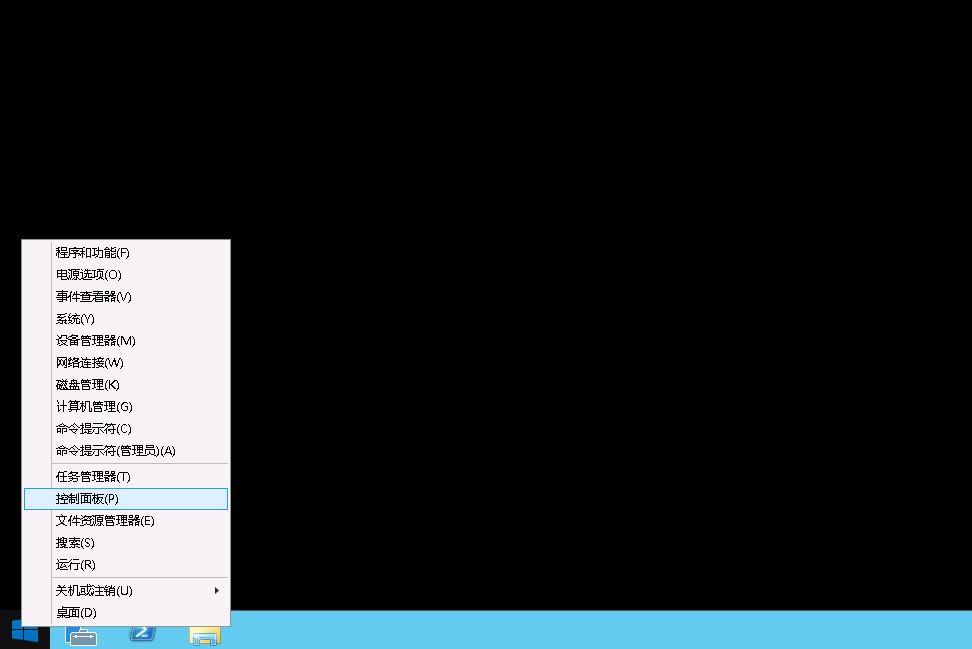 程序和功能(F)
电源选项(O)
事件查看器(V)
系统(Y)
设备管理器(M)
网络连接(W)
磁盘管理(K)
计算机管理(G)
命令提示符(C)
命令提示符(管理员)(A)
任务管理器(T)
控制面板(P)
文件资源管理器(E)
搜索(S)
运行(R)
关机或注销(U)
桌面(D)